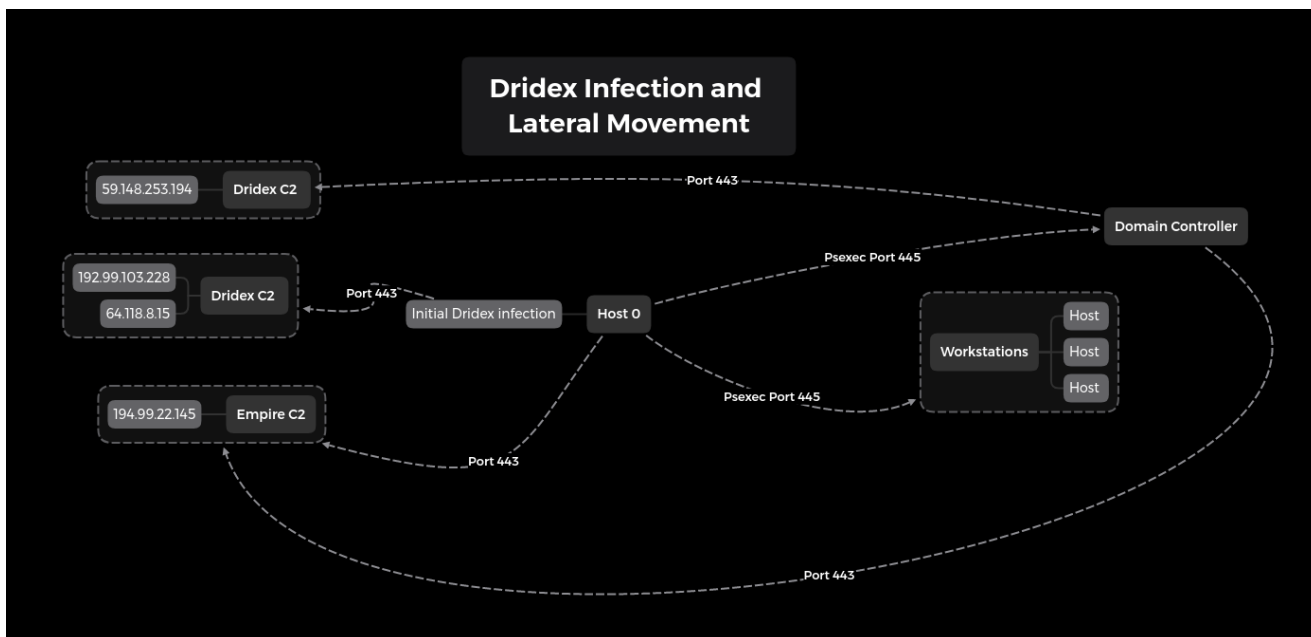 Dridex Infection and
Lateral Movement
59.148.253.194
Dridex C2
Port 443
Domain Controller
Psexec Port 445
192.99.103.228
64.118.8.15
Dridex C2
Port 443
Initial Dridex infection
Host 0
Workstations
Host
Host
Host
Psexec Port 445
194.99.22.145
Empire C2
Port 443
Port 443